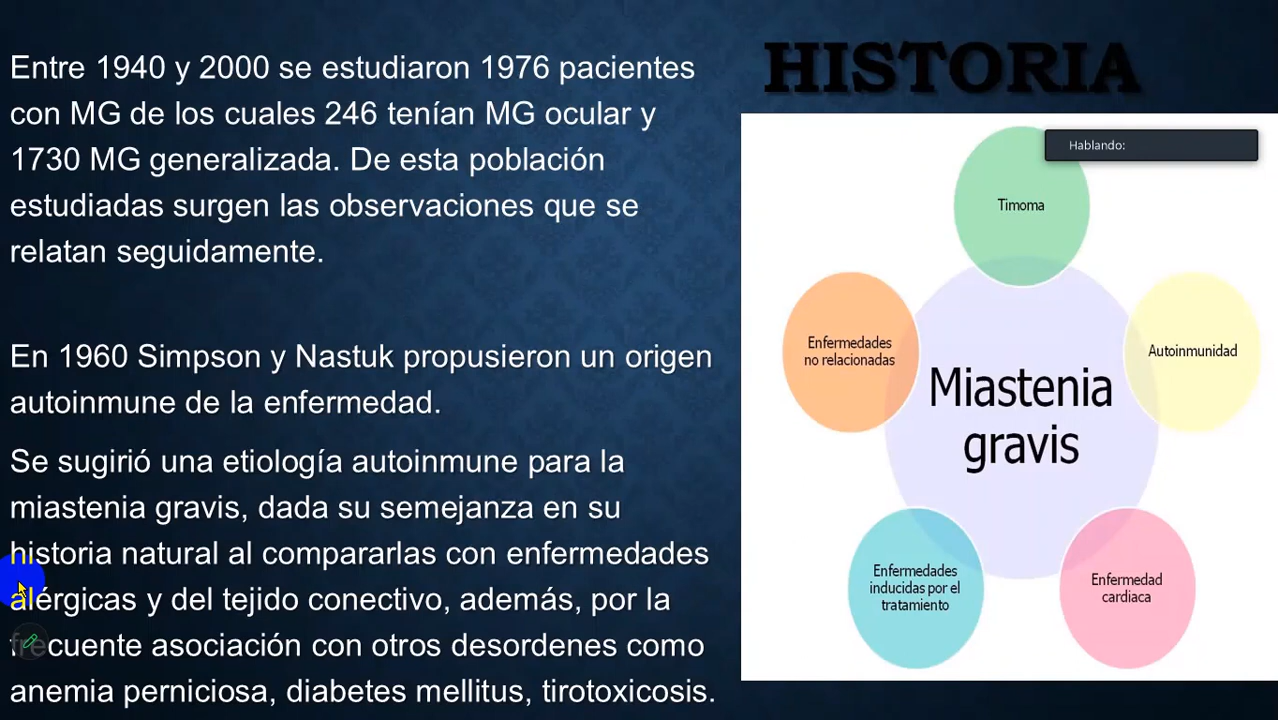 HISTORIA
Entre 1940 y 2000 se estudiaron 1976 pacientes
con MG de los cuales 246 tenían MG ocular y
1730 MG generalizada. De esta población
estudiadas surgen las observaciones que se
relatan seguidamente.
En 1960 Simpson y Nastuk propusieron un origen
autoinmune de la enfermedad.
Se sugirió una etiología autoinmune para la
miastenia gravis, dada su semejanza en su
historia natural al compararlas con enfermedades
alérgicas y del tejido conectivo, además, por la
frecuente asociación con otros desordenes como
anemia perniciosa, diabetes mellitus, tirotoxicosis.
Hablando:
Timoma
Enfermedades
no relacionadas
Autoinmunidad
Miastenia
gravis
Enfermedades
inducidas por el
tratamiento
Enfermedad
cardiaca